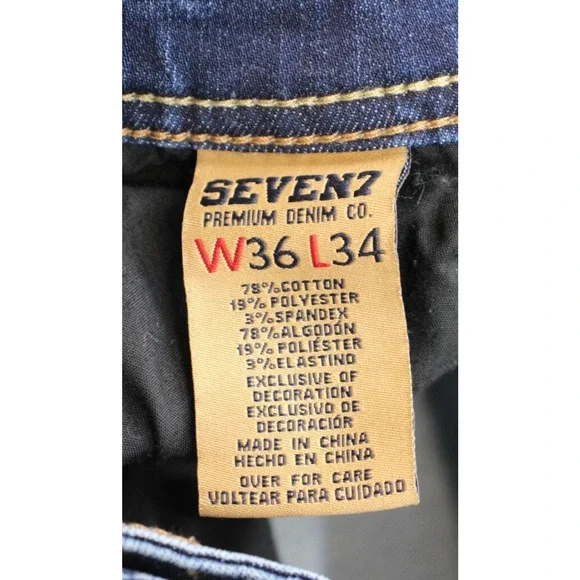 SEVEN7
PREMIUM DENIM CO.
W36 L34
78%COTTON
19% POLYESTER
3%SPANDEX
78%ALGODÓN
19% POLIÉSTER
3%ELASTINO
EXCLUSIVE OF
DECORATION
EXCLUSIVO DE
DECORACIÓR
MADE IN CHINA
HECHO EN CHINA
OVER FOR CARE
VOLTEAR PARA CUIDADO